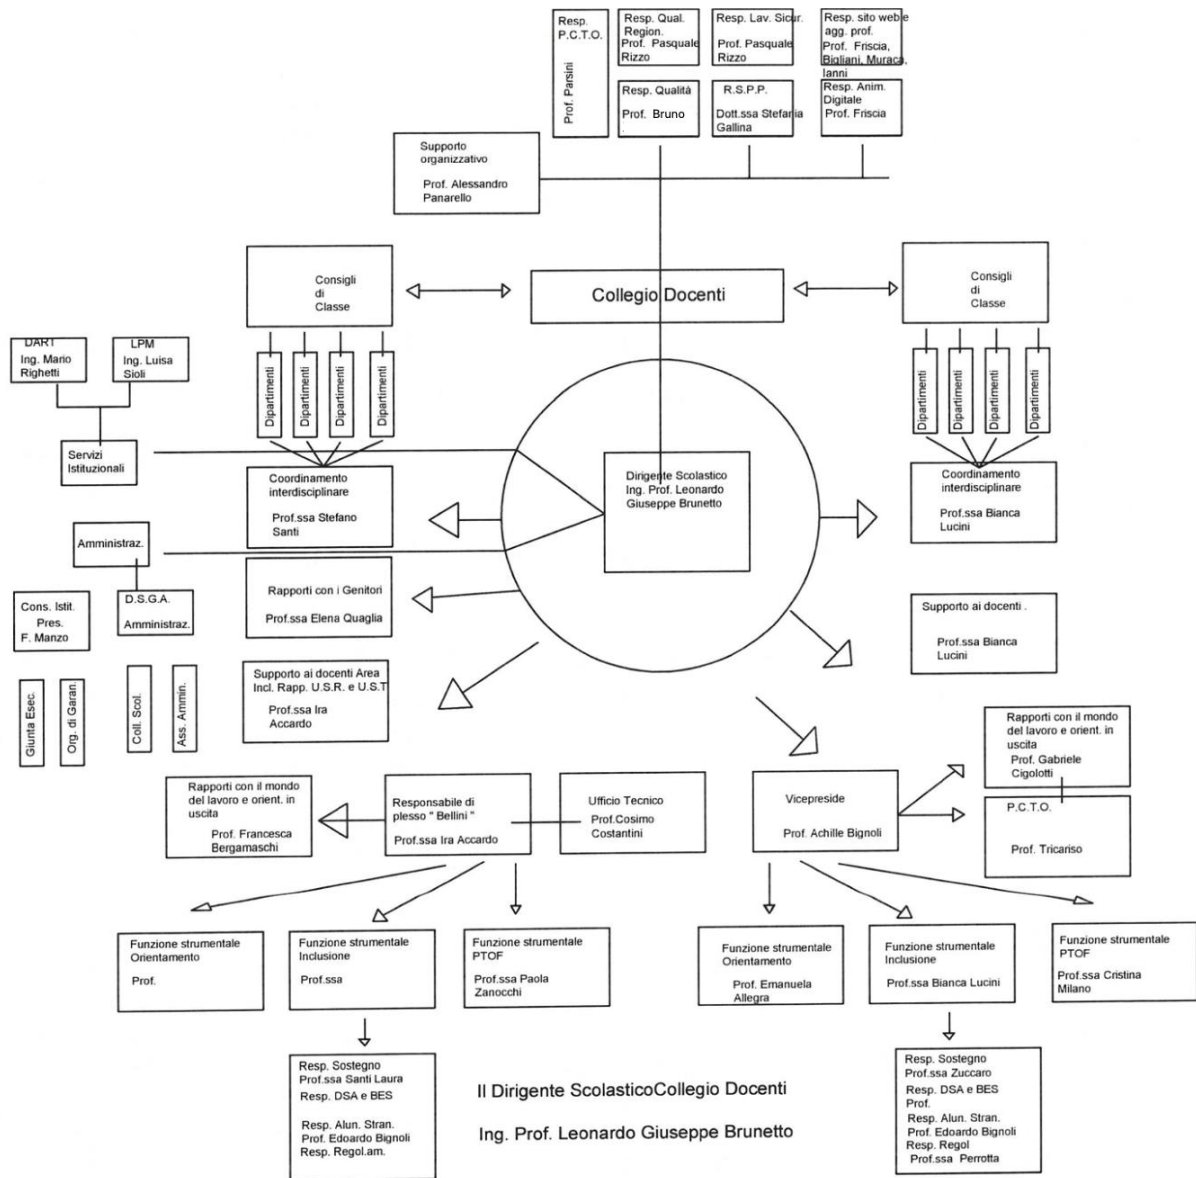 Resp.
P.C.T.O.
Prof. Parsini
Resp. Qual.
Region.
Prof. Pasquale
Rizzo
Resp. Lav. Sicur.
Prof. Pasquale
Rizzo
Resp. sito web e
agg. prof.
Prof. Friscia,
Bigliani, Muraca,
Ianni
Resp. Qualità
Prof. Bruno
R.S.P.P.
Dott.ssa Stefania
Gallina
Resp. Anim.
Digitale
Prof. Friscia
Supporto
organizzativo
Prof. Alessandro
Panarello
Consigli
di
Classe
Collegio Docenti
Consigli
di
Classe
DART
Ing. Mario
Righetti
LPM
Ing. Luisa
Sioli
Dipartimenti
Dipartimenti
Dipartimenti
Dipartimenti
Dipartimenti
Dipartimenti
Dipartimenti
Dipartimenti
Servizi
Istituzionali
Coordinamento
interdisciplinare
Prof.ssa Stefano
Santi
Dirigente Scolastico
Ing. Prof. Leonardo
Giuseppe Brunetto
Coordinamento
interdisciplinare
Prof.ssa Bianca
Lucini
Amministraz.
Rapporti con i Genitori
Prof.ssa Elena Quaglia
Cons. Istit.
Pres.
F. Manzo
D.S.G.A.
Amministraz.
Supporto ai docenti .
Prof.ssa Bianca
Lucini
Giunta Esec.
Org. di Garan.
Coll. Scol.
Ass. Ammin.
Supporto ai docenti Area
Incl. Rapp. U.S.R. e U.S.T
Prof.ssa Ira
Accardo
Rapporti con il mondo
del lavoro e orient. in
uscita
Prof. Gabriele
Cigolotti
Rapporti con il mondo
del lavoro e orient. in
uscita
Prof. Francesca
Bergamaschi
Responsabile di
plesso " Bellini "
Prof.ssa Ira Accardo
Ufficio Tecnico
Prof.Cosimo
Costantini
Vicepreside
Prof. Achille Bignoli
P.C.T.O.
Prof. Tricariso
Funzione strumentale
Orientamento
Prof.
Funzione strumentale
Inclusione
Prof.ssa
Funzione strumentale
PTOF
Prof.ssa Paola
Zanocchi
Funzione strumentale
Orientamento
Prof. Emanuela
Allegra
Funzione strumentale
Inclusione
Prof.ssa Bianca Lucini
Funzione strumentale
PTOF
Prof.ssa Cristina
Milano
Resp. Sostegno
Prof.ssa Santi Laura
Resp. DSA e BES
Resp. Alun. Stran.
Prof. Edoardo Bignoli
Resp. Regol.am.
Il Dirigente ScolasticoCollegio Docenti
Ing. Prof. Leonardo Giuseppe Brunetto
Resp. Sostegno
Prof.ssa Zuccaro
Resp. DSA e BES
Prof.
Resp. Alun. Stran.
Prof. Edoardo Bignoli
Resp. Regol
Prof.ssa Perrotta